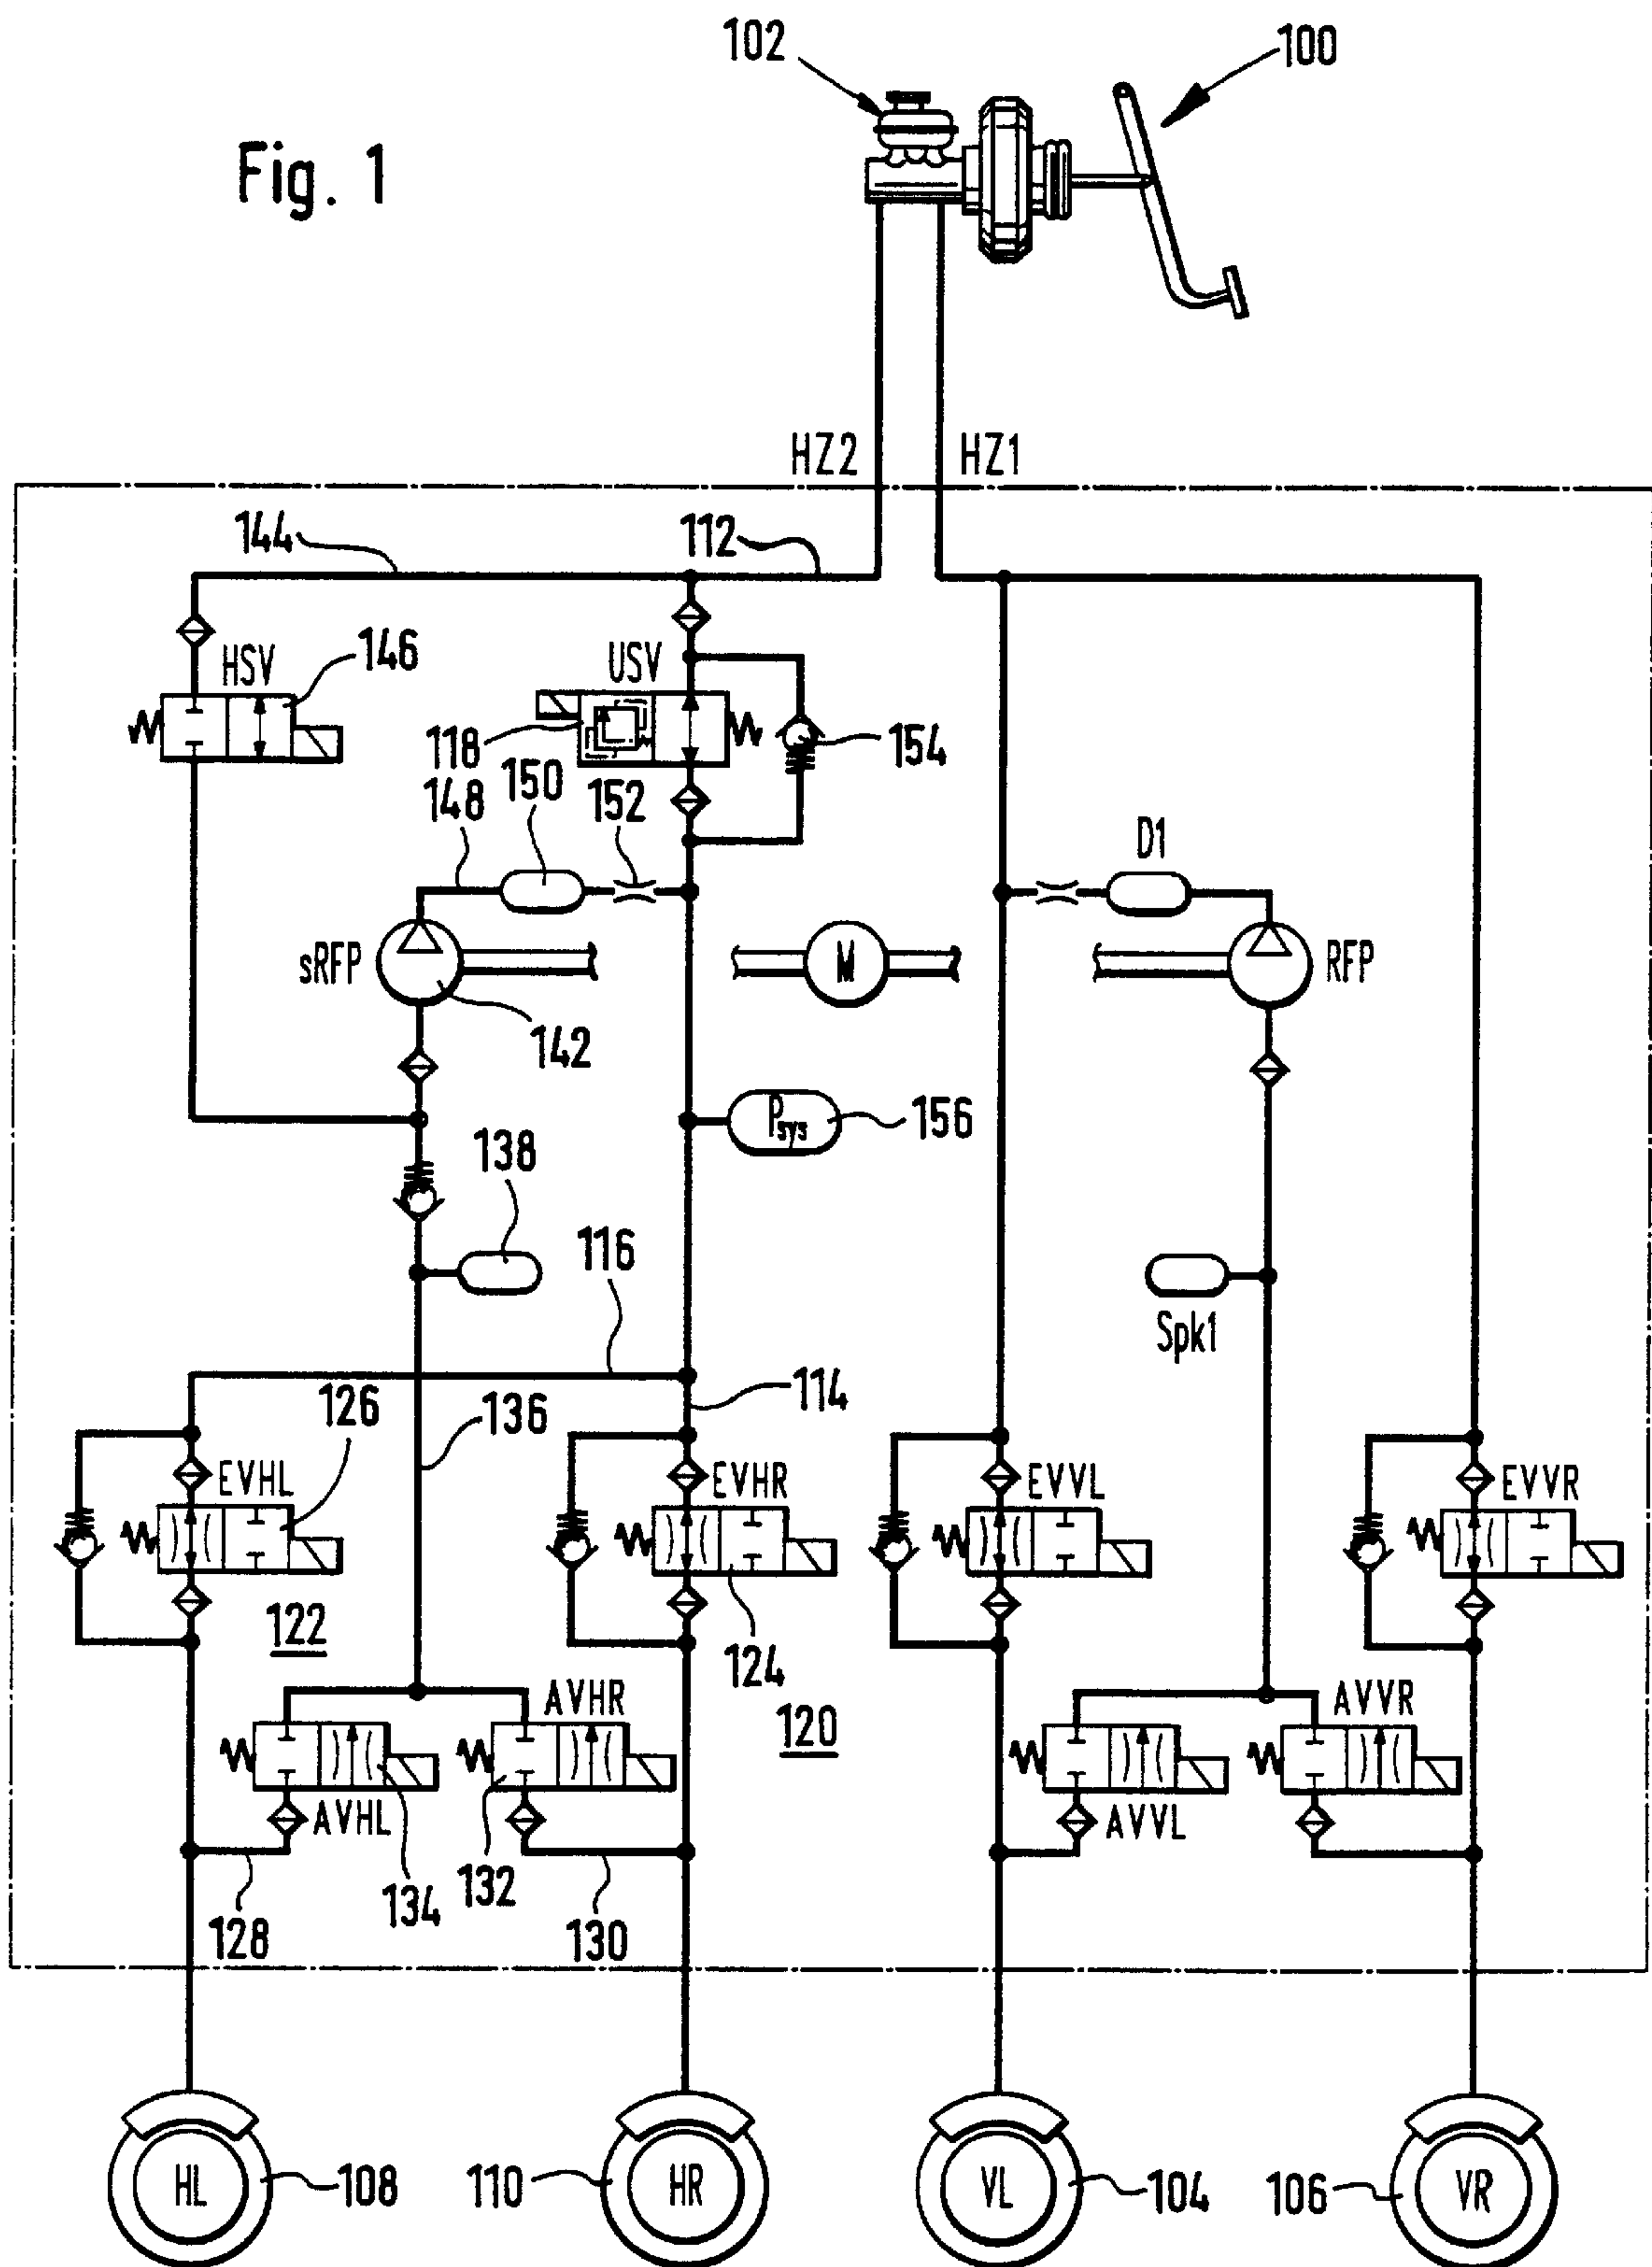 102
100
Fig. 1
HZ2
HZ1
144
112
HSV
146
USV
118
154
148
150
152
D1
sRFP
M
RFP
142
Psys
156
138
116
Spk1
114
126
136
EVHL
EVHR
EVVL
EVVR
122
124
120
AVHR
AVVR
AVHL
AVVL
134
132
128
130
HL
108
110
HR
VL
104
106
VR